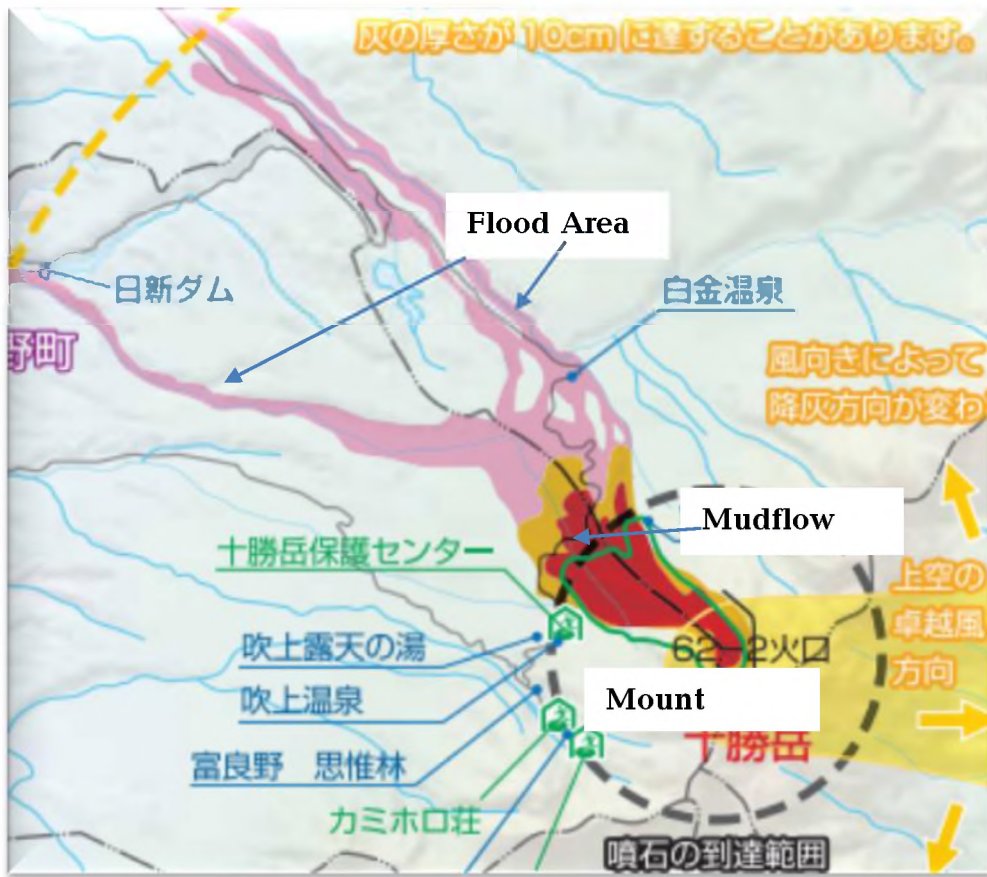 灰の厚さが10cmに達することがあります。
Flood Area
日新ダム
白金温泉
野町
風向きによって
降灰方向が変わ
Mudflow
十勝岳保護センター
上空の
卓越風
方向
吹上露天の湯
62-2火口
吹上温泉
Mount
十勝岳
富良野 思惟林
カミホロ荘
噴石の到達範囲